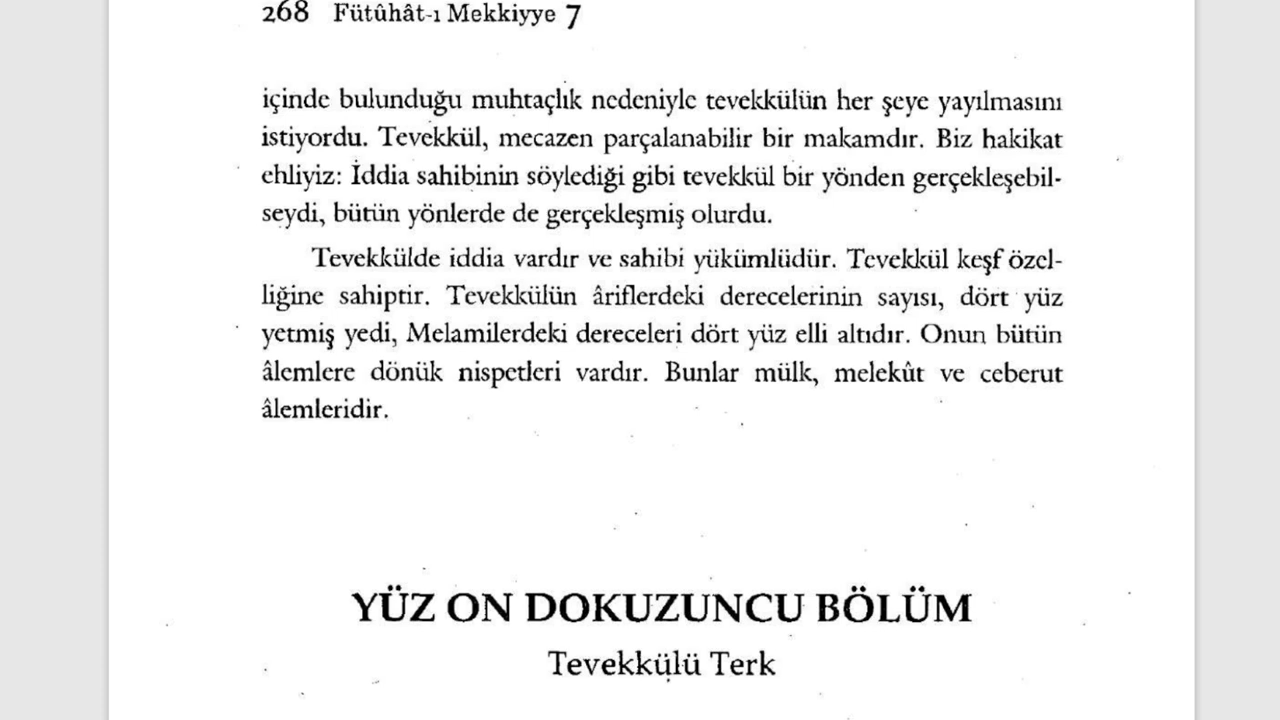 268 Fütûhât-ı Mekkiyye 7
içinde bulunduğu muhtaçlık nedeniyle tevekkülün her şeye yayılmasını
istiyordu. Tevekkül, mecazen parçalanabilir bir makamdır. Biz hakikat
ehliyiz: İddia sahibinin söylediği gibi tevekkül bir yönden gerçekleşebil-
seydi, bütün yönlerde de gerçekleşmiş olurdu.
Tevekkülde iddia vardır ve sahibi yükümlüdür. Tevekkül keşf özel-
liğine sahiptir. Tevekkülün âriflerdeki derecelerinin sayısı, dört yüz
yetmiş yedi, Melamilerdeki dereceleri dört yüz elli altıdır. Onun bütün
âlemlere dönük nispetleri vardır. Bunlar mülk, melekût ve ceberut
âlemleridir.
YÜZ ON DOKUZUNCU BÖLÜM
Tevekkülü Terk